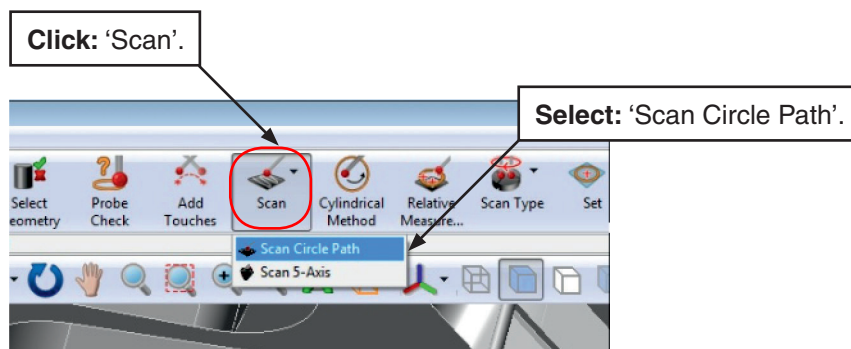 Click: ‘Scan’.
Select: ‘Scan Circle Path’.
Select Probe Add Scan Cylindrical Relative Scan Type Set
eometry Check Touches Method Measure...
Scan Circle Path
Scan 5-Axis